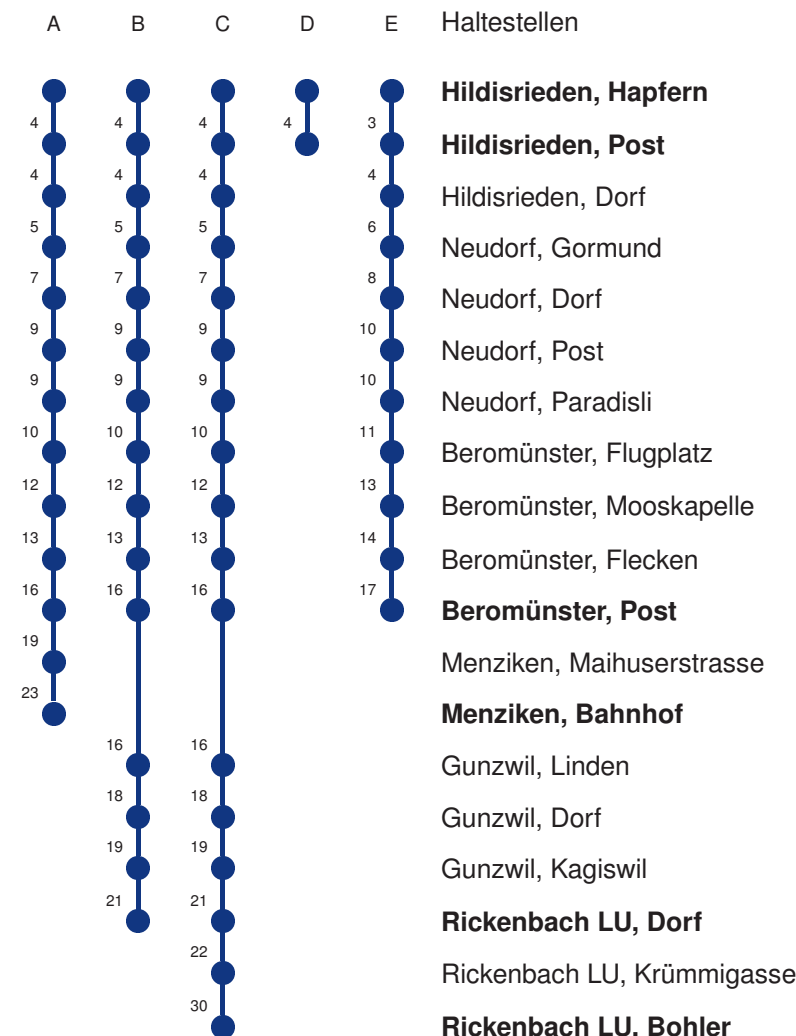 A B C D E Haltestellen
Hildisrieden, Hapfern
4 4 4 4 3 Hildisrieden, Post
4 4 4 4 Hildisrieden, Dorf
5 5 5 6 Neudorf, Gormund
7 7 7 8 Neudorf, Dorf
9 9 9 10 Neudorf, Post
9 9 9 10 Neudorf, Paradisli
10 10 10 11 Beromünster, Flugplatz
12 12 12 13 Beromünster, Mooskapelle
13 13 13 14 Beromünster, Flecken
16 16 16 17 Beromünster, Post
19 Menziken, Maihuserstrasse
23 Menziken, Bahnhof
16 16 Gunzwil, Linden
18 18 Gunzwil, Dorf
19 19 Gunzwil, Kagiswil
21 21 Rickenbach LU, Dorf
22 Rickenbach LU, Krümmigasse
30 Rickenbach LU, Bohler